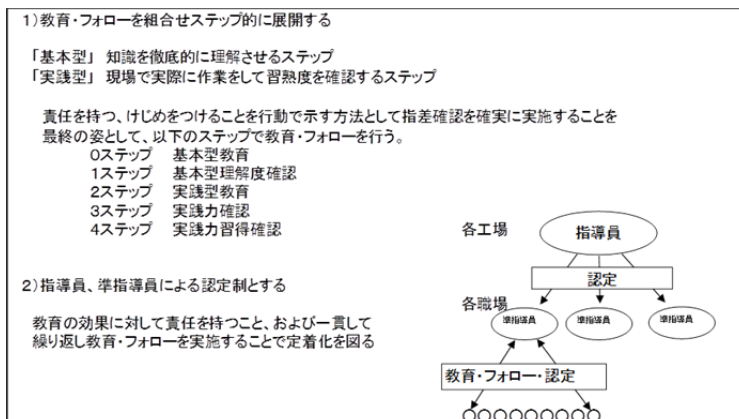 1)教育・フォローを組合せステップ的に展開する
「基本型」 知識を徹底的に理解させるステップ
「実践型」 現場で実際に作業をして習熟度を確認するステップ
責任を持つ、けじめをつけることを行動で示す方法として指差確認を確実に実施することを
最終の姿として、以下のステップで教育・フォローを行う。
0ステップ 基本型教育
1ステップ 基本型理解度確認
2ステップ 実践型教育
3ステップ 実践力確認
4ステップ 実践力習得確認
各工場 指導員
認定
2)指導員、準指導員による認定制とする
各職場
準指導員 準指導員 準指導員
教育の効果に対して責任を持つこと、および一貫して
繰り返し教育・フォローを実施することで定着化を図る
教育・フォロー・認定